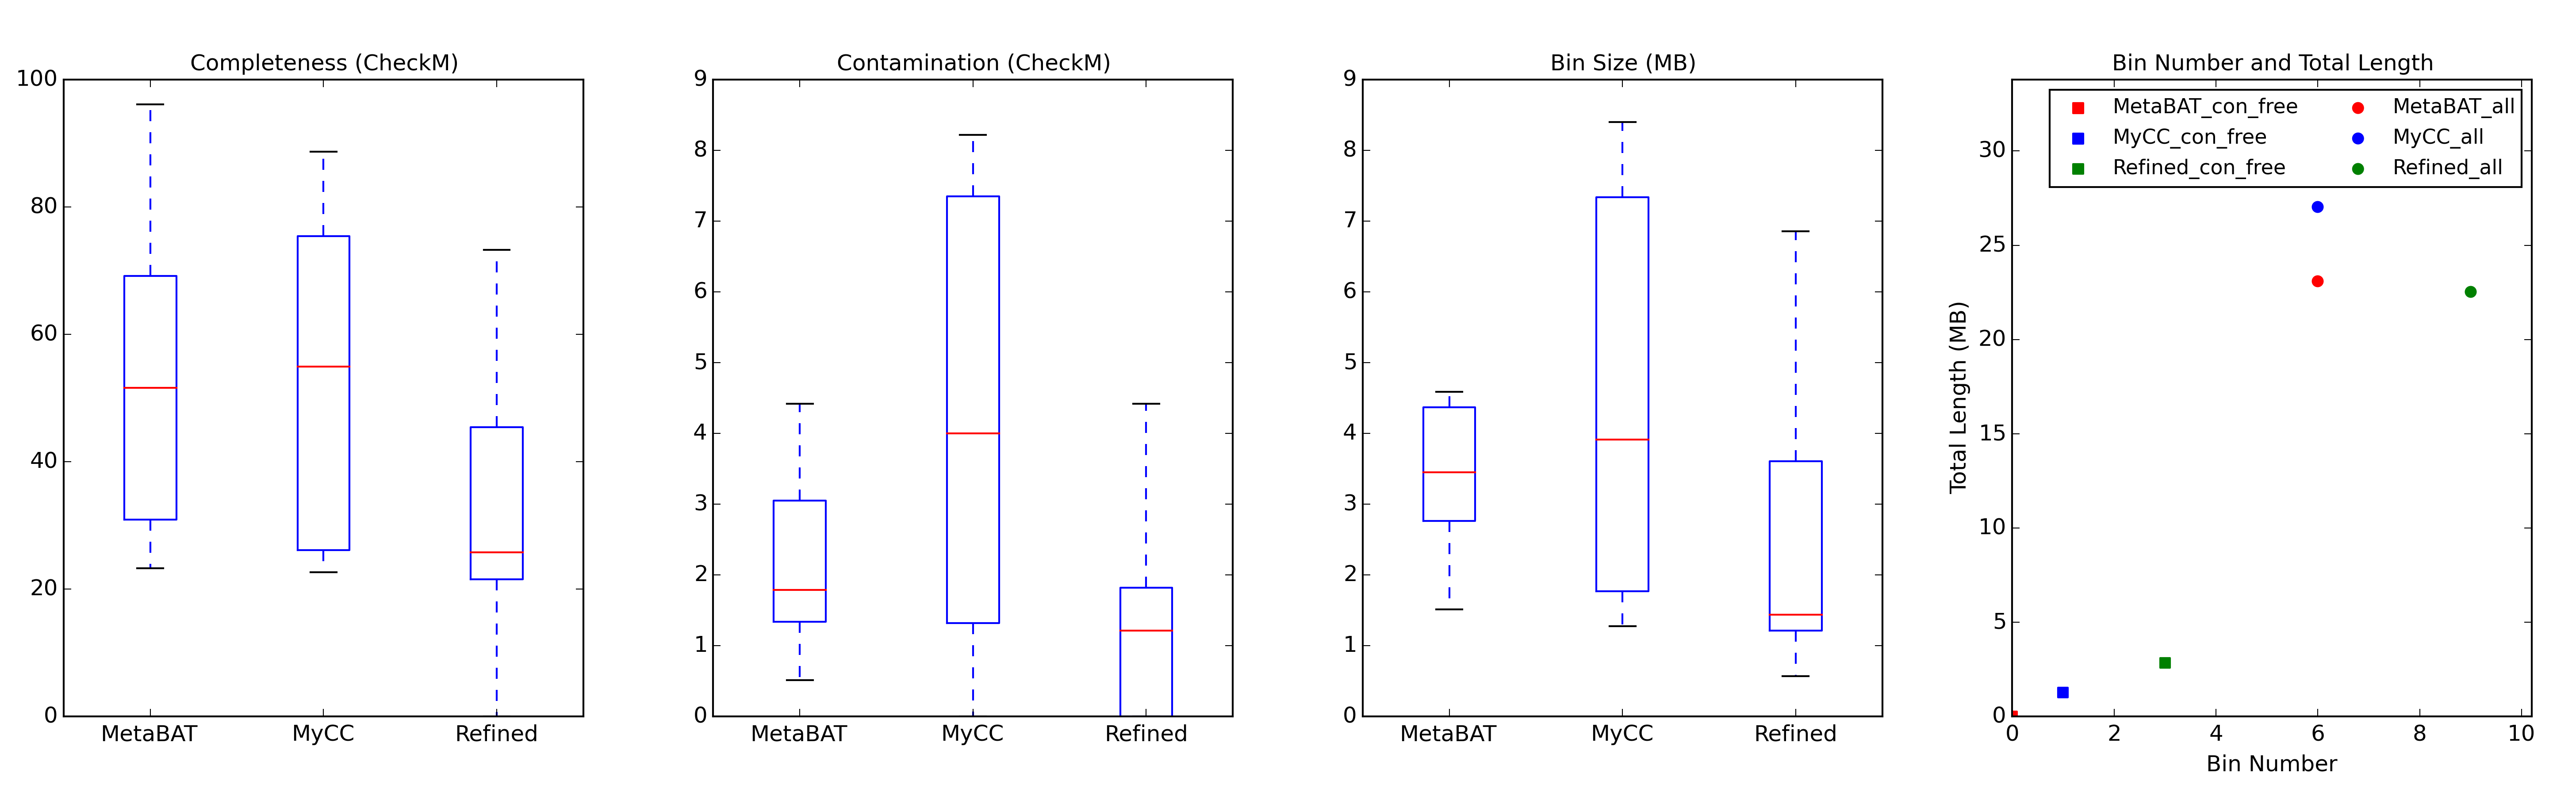 Completeness (CheckM)
100
80
60
40
20
0
MetaBAT MyCC Refined
Contamination (CheckM)
9
8
7
6
5
4
3
2
1
0
MetaBAT MyCC Refined
Bin Size (MB)
9
8
7
6
5
4
3
2
1
0
MetaBAT MyCC Refined
Bin Number and Total Length
MetaBAT_con_free MetaBAT_all
MyCC_con_free MyCC_all
Refined_con_free Refined_all
Total Length (MB)
30
25
20
15
10
5
0
0 2 4 6 8 10
Bin Number